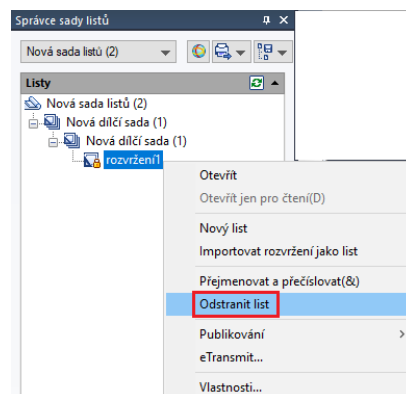 Správce sady listů
Nová sada listů (2)
Listy
Nová sada listů (2)
Nová dílčí sada (1)
Nová dílčí sada (1)
rozvržení1
Otevřít
Otevřít jen pro čtení(D)
Nový list
Importovat rozvržení jako list
Přejmenovat a přečíslovat(&)
Odstranit list
Publikování
eTransmit...
Vlastnosti...